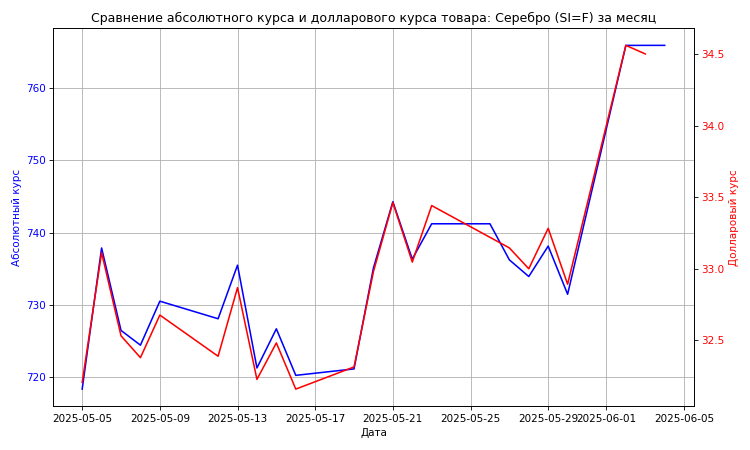 Сравнение абсолютного курса и долларового курса товара: Серебро (SI=F) за месяц
Абсолютный курс
760
750
740
730
720
34.5
34.0
33.5
33.0
32.5
Долларовый курс
2025-05-05 2025-05-09 2025-05-13 2025-05-17 2025-05-21 2025-05-25 2025-05-29 2025-06-01 2025-06-05
Дата